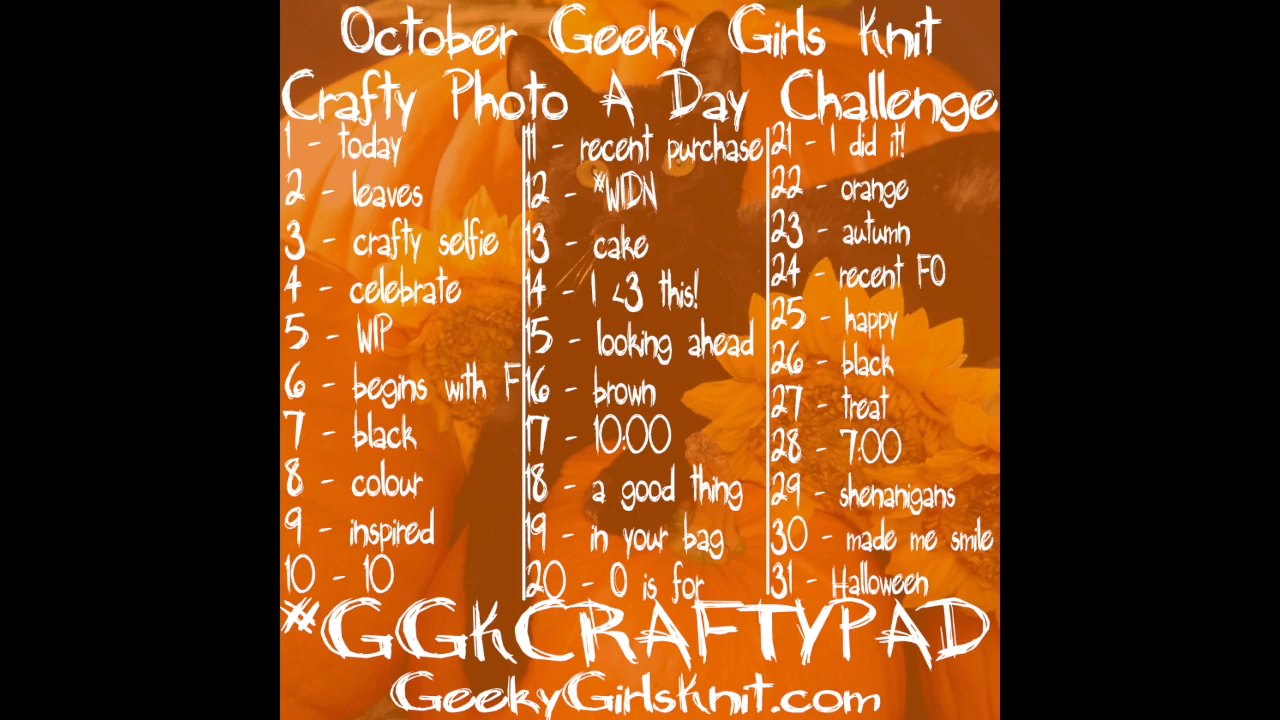 October Geeky Girls Knit
Crafty Photo A Day Challenge
1 - today
2 - leaves
3 - crafty selfie
4 - celebrate
5 - WIP
6 - begins with F
7 - black
8 - colour
9 - inspired
10 - 10
11 - recent purchase
12 - #WIDN
13 - cake
14 - I <3 this!
15 - looking ahead
16 - brown
17 - 10:00
18 - a good thing
19 - in your bag
20 - O is for
21 - I did it!
22 - orange
23 - autumn
24 - recent FO
25 - happy
26 - black
27 - treat
28 - 7:00
29 - shenanigans
30 - made me smile
31 - Halloween
#GGKCRAFTYPAD
GeekyGirlsKnit.com